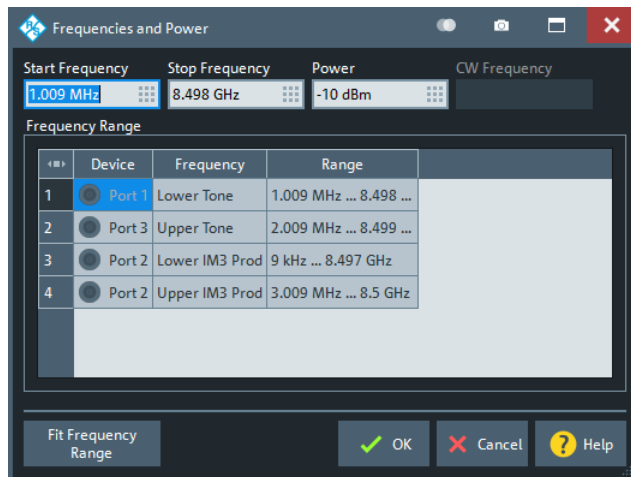 Frequencies and Power
Start Frequency Stop Frequency Power CW Frequency
1.009 MHz 8.498 GHz -10 dBm
Frequency Range
Device Frequency Range
1 Port 1 Lower Tone 1.009 MHz ... 8.498 ...
2 Port 3 Upper Tone 2.009 MHz ... 8.499 ...
3 Port 2 Lower IM3 Prod 9 kHz ... 8.497 GHz
4 Port 2 Upper IM3 Prod 3.009 MHz ... 8.5 GHz
Fit Frequency
Range
OK Cancel ? Help